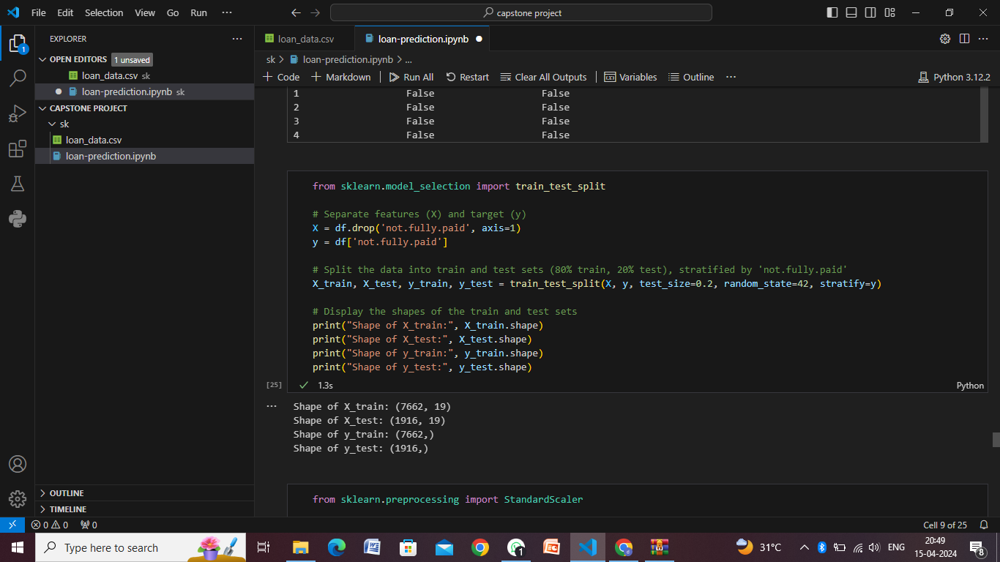 File Edit Selection View Go Run ···
capstone project
EXPLORER ···
OPEN EDITORS 1 unsaved
loan_data.csv sk
loan-prediction.ipynb sk
CAPSTONE PROJECT
sk
loan_data.csv
loan-prediction.ipynb
OUTLINE
TIMELINE
1
loan_data.csv loan-prediction.ipynb
sk > loan-prediction.ipynb > ...
+ Code + Markdown Run All Restart Clear All Outputs Variables Outline ··· Python 3.12.2
1 False False
2 False False
3 False False
4 False False
from sklearn.model_selection import train_test_split
# Separate features (X) and target (y)
X = df.drop('not.fully.paid', axis=1)
y = df['not.fully.paid']
# Split the data into train and test sets (80% train, 20% test), stratified by 'not.fully.paid'
X_train, X_test, y_train, y_test = train_test_split(X, y, test_size=0.2, random_state=42, stratify=y)
# Display the shapes of the train and test sets
print("Shape of X_train:", X_train.shape)
print("Shape of X_test:", X_test.shape)
print("Shape of y_train:", y_train.shape)
print("Shape of y_test:", y_test.shape)
[25] 1.3s Python
··· Shape of X_train: (7662, 19)
Shape of X_test: (1916, 19)
Shape of y_train: (7662,)
Shape of y_test: (1916,)
from sklearn.preprocessing import StandardScaler
0 0 0 Cell 9 of 25
Type here to search
1
31°C ENG
20:49
15-04-2024
8